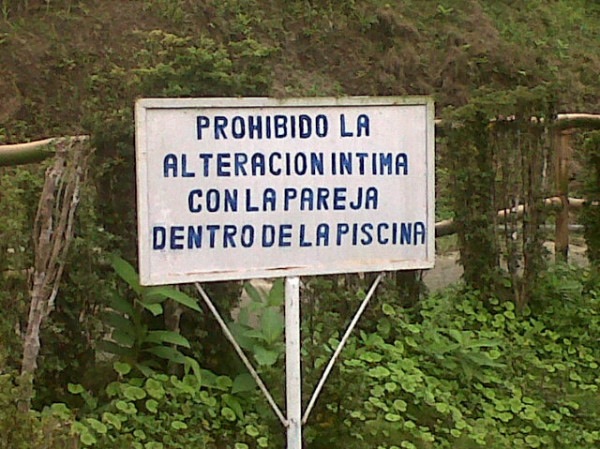 PROHIBIDO LA
ALTERACION INTIMA
CON LA PAREJA
DENTRO DE LA PISCINA